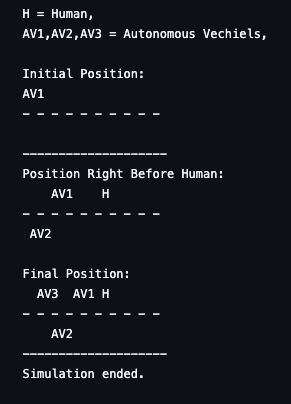 H = Human,
AV1,AV2,AV3 = Autonomous Vechiels,
Initial Position:
AV1
- - - - - - - - - -
--------------------
Position Right Before Human:
    AV1    H
- - - - - - - - - -
 AV2
Final Position:
  AV3  AV1 H
- - - - - - - - - -
    AV2
--------------------
Simulation ended.